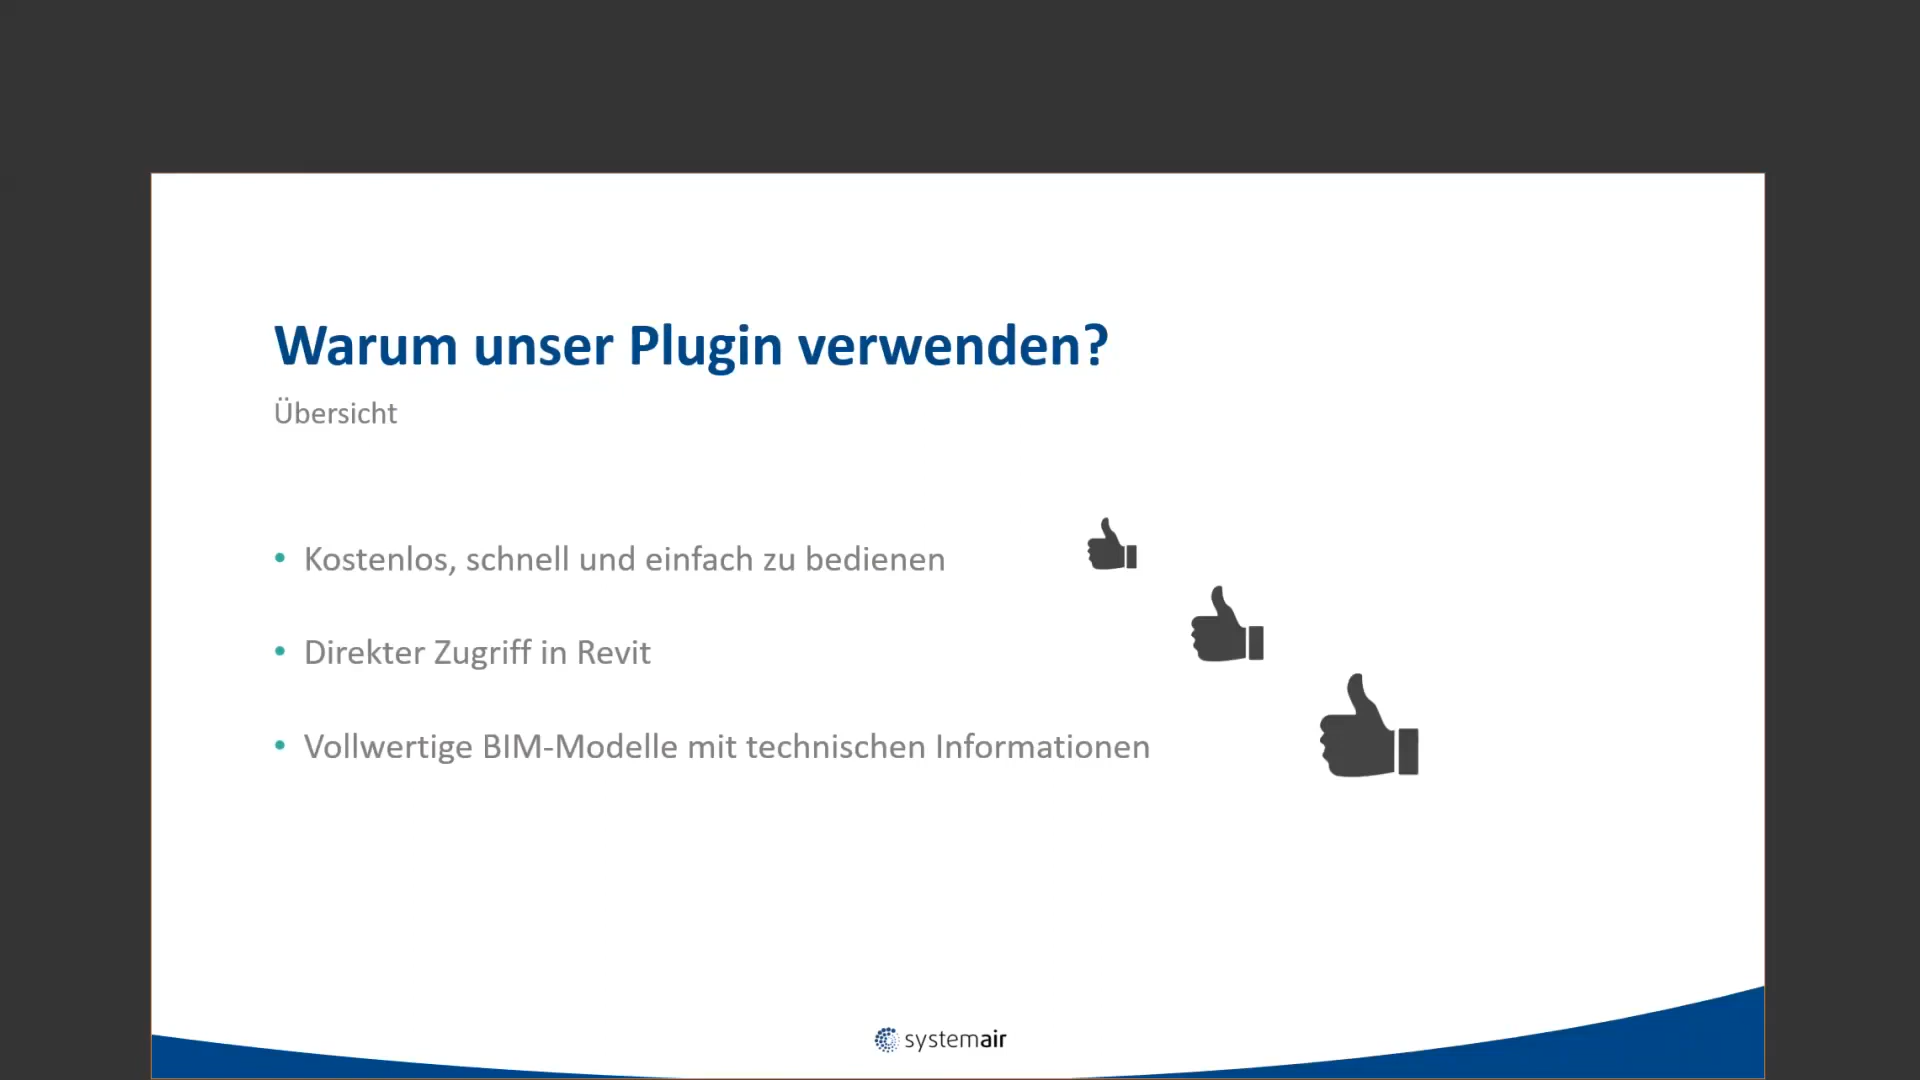 Warum unser Plugin verwenden?
Übersicht
• Kostenlos, schnell und einfach zu bedienen
• Direkter Zugriff in Revit
• Vollwertige BIM-Modelle mit technischen Informationen
systemair